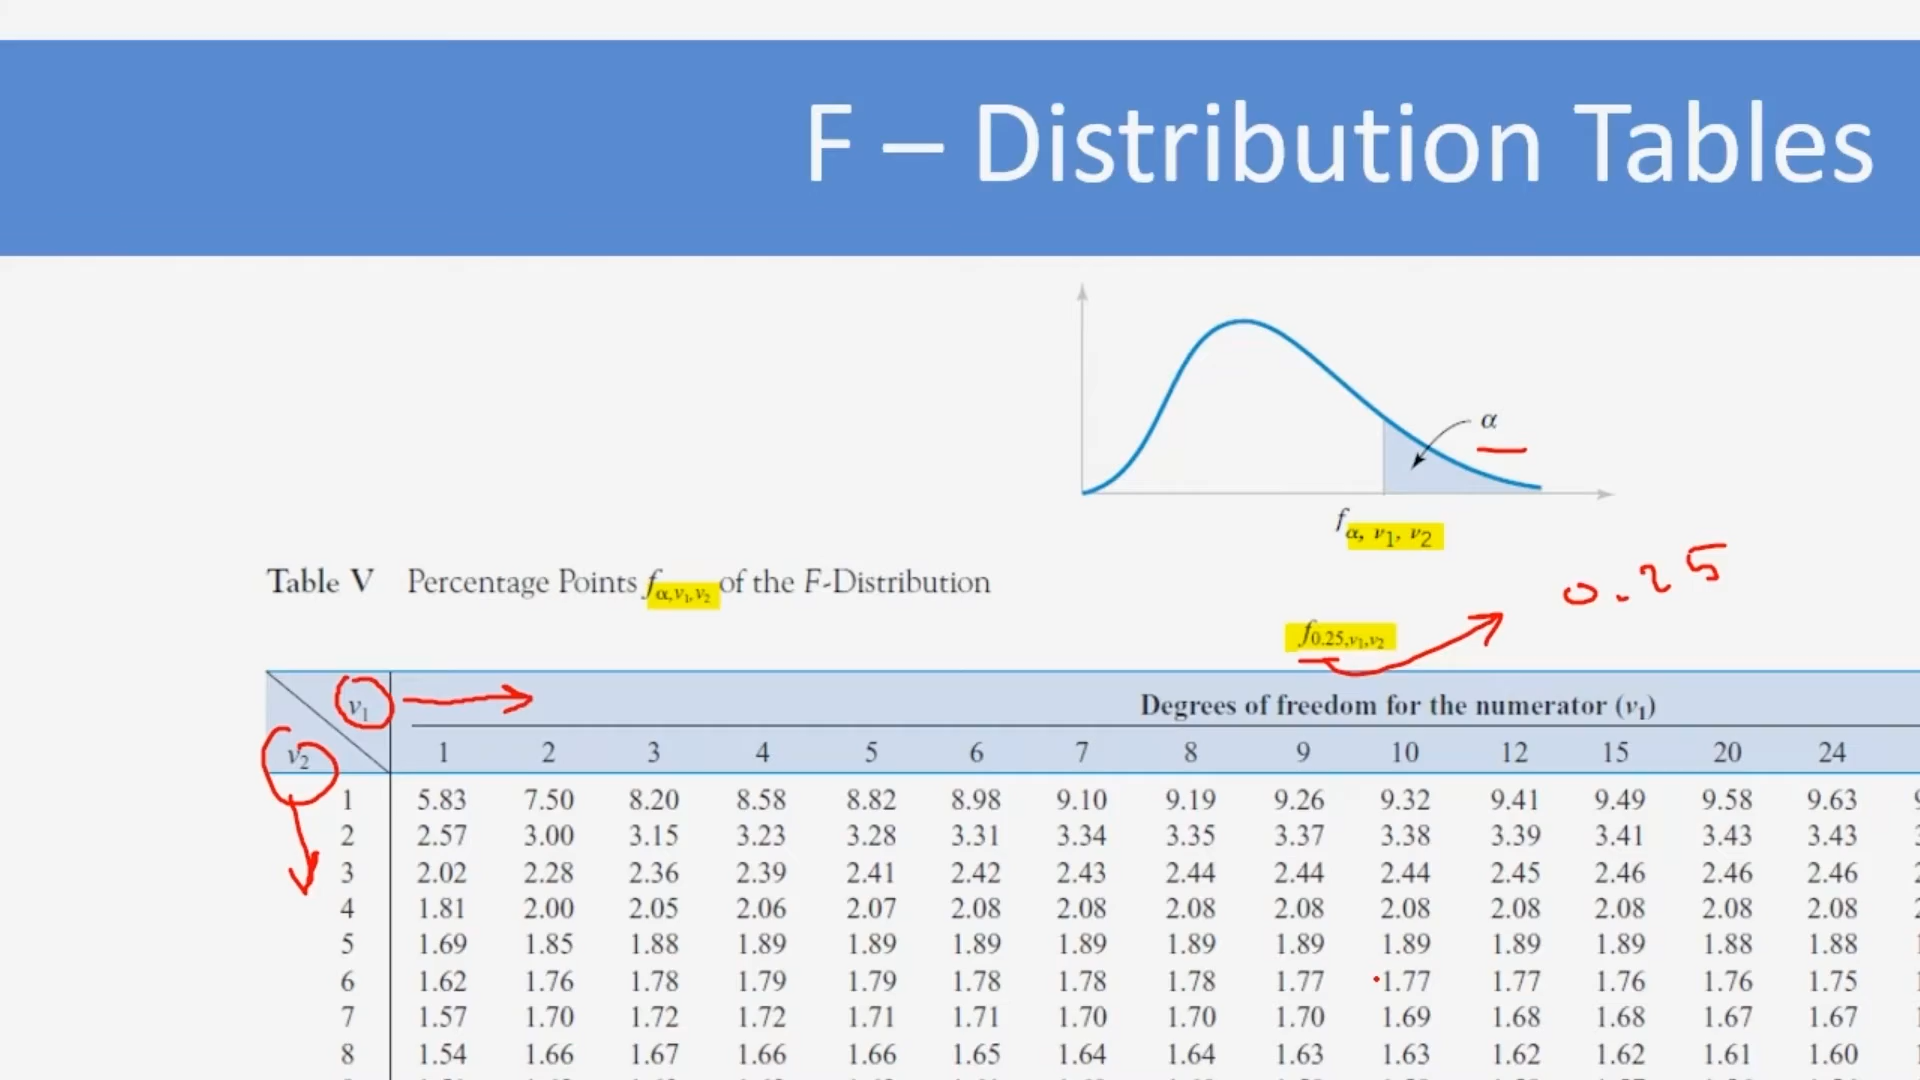 F – Distribution Tables
α
f α, ν1, ν2
Table V Percentage Points fα,ν1,ν2 of the F-Distribution
0.25
f0.25,ν1,ν2
ν1
Degrees of freedom for the numerator (ν1)
ν2
1 2 3 4 5 6 7 8 9 10 12 15 20 24
1 5.83 7.50 8.20 8.58 8.82 8.98 9.10 9.19 9.26 9.32 9.41 9.49 9.58 9.63
2 2.57 3.00 3.15 3.23 3.28 3.31 3.34 3.35 3.37 3.38 3.39 3.41 3.43 3.43
3 2.02 2.28 2.36 2.39 2.41 2.42 2.43 2.44 2.44 2.44 2.45 2.46 2.46 2.46
4 1.81 2.00 2.05 2.06 2.07 2.08 2.08 2.08 2.08 2.08 2.08 2.08 2.08 2.08
5 1.69 1.85 1.88 1.89 1.89 1.89 1.89 1.89 1.89 1.89 1.89 1.89 1.88 1.88
6 1.62 1.76 1.78 1.79 1.79 1.78 1.78 1.78 1.77 1.77 1.77 1.76 1.76 1.75
7 1.57 1.70 1.72 1.72 1.71 1.71 1.70 1.70 1.70 1.69 1.68 1.68 1.67 1.67
8 1.54 1.66 1.67 1.66 1.66 1.65 1.64 1.64 1.63 1.63 1.62 1.62 1.61 1.60